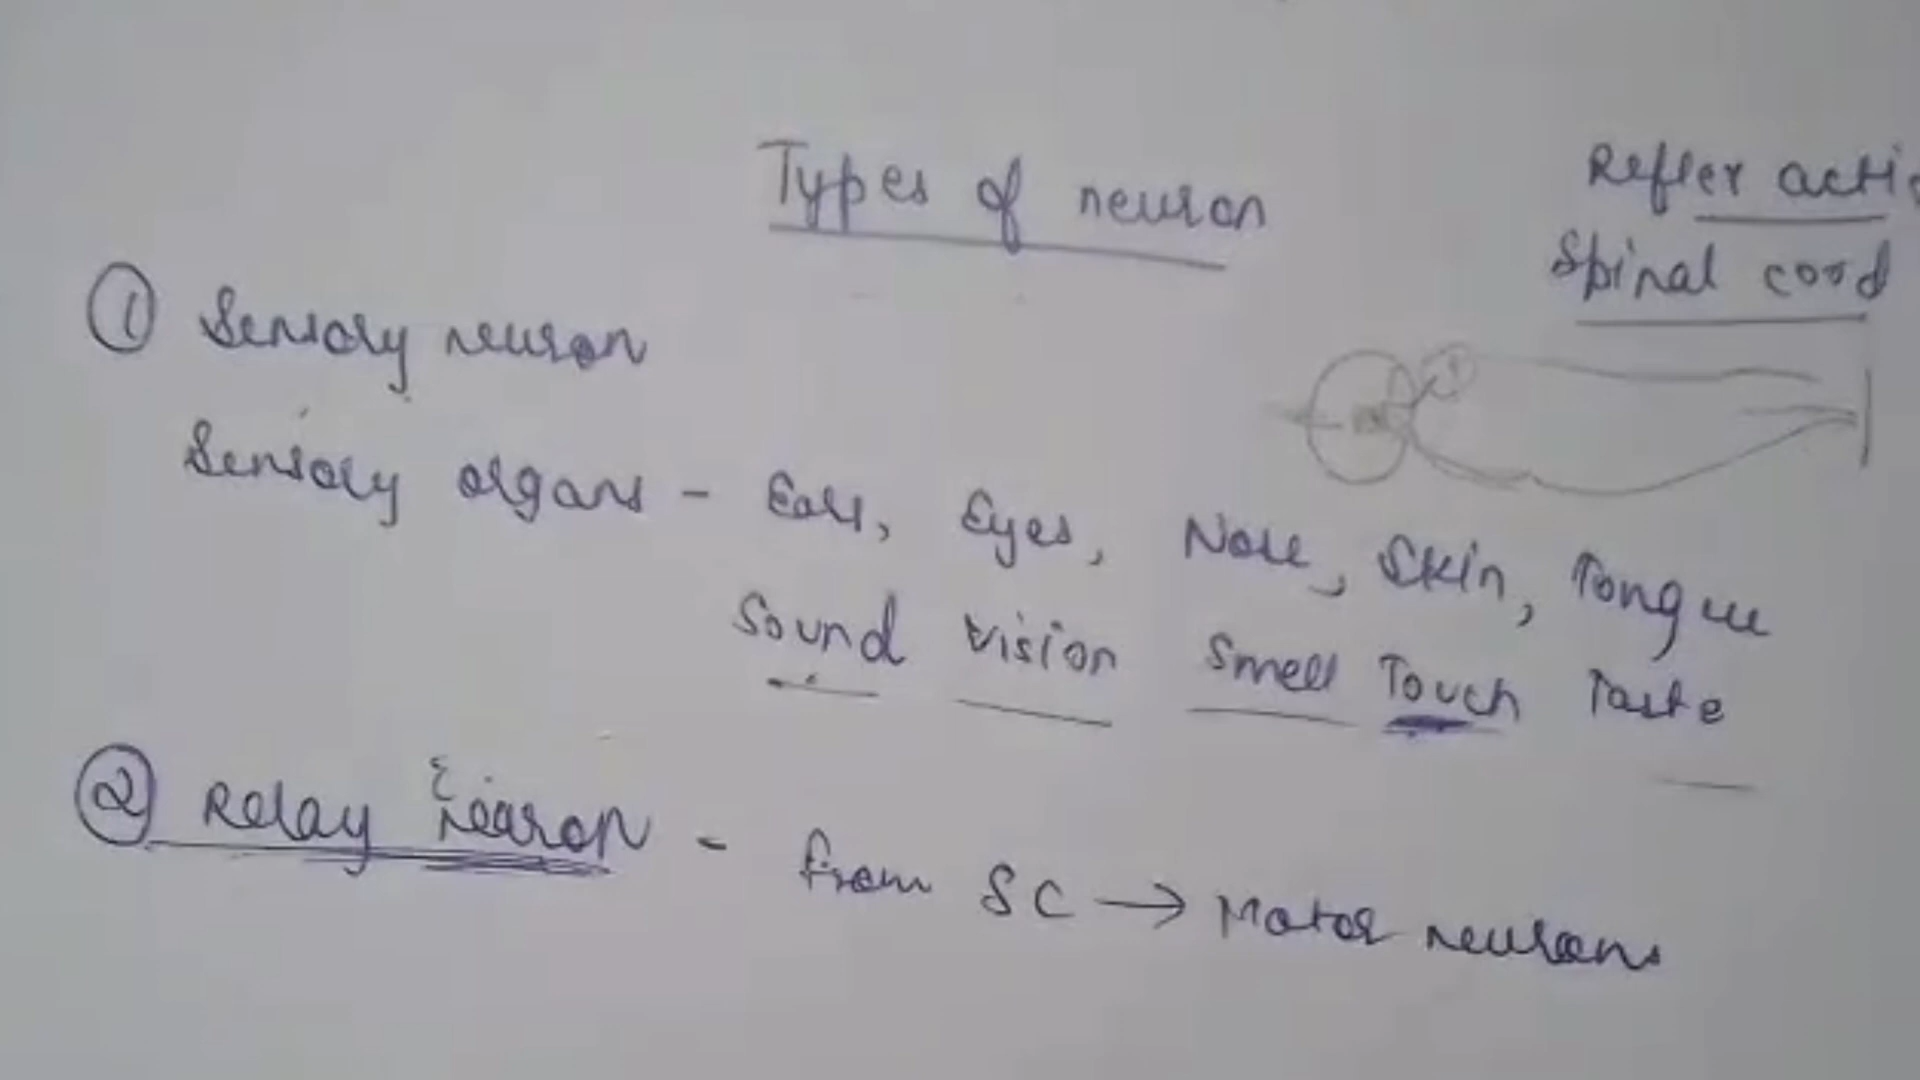 Types of neuron
Reflex acti
Spinal cord
① Sensory neuron
Sensory organs - Ears, Eyes, Nose, Skin, Tongue
Sound Vision Smell Touch Taste
② Relay neuron - from SC → Motor neurons